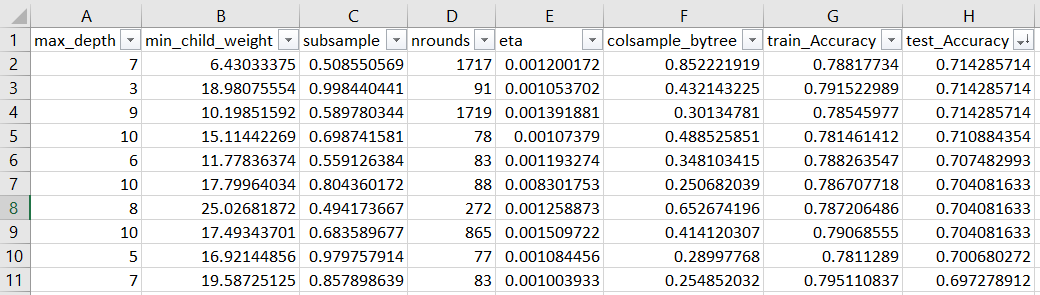 A B C D E F G H
1 max_depth min_child_weight subsample nrounds eta colsample_bytree train_Accuracy test_Accuracy
2 7 6.43033375 0.508550569 1717 0.001200172 0.852221919 0.78817734 0.714285714
3 3 18.98075554 0.998440441 91 0.001053702 0.432143225 0.791522989 0.714285714
4 9 10.19851592 0.589780344 1719 0.001391881 0.30134781 0.78545977 0.714285714
5 10 15.11442269 0.698741581 78 0.00107379 0.488525851 0.781461412 0.710884354
6 6 11.77836374 0.559126384 83 0.001193274 0.348103415 0.788263547 0.707482993
7 10 17.79964034 0.804360172 88 0.008301753 0.250682039 0.786707718 0.704081633
8 8 25.02681872 0.494173667 272 0.001258873 0.652674196 0.787206486 0.704081633
9 10 17.49343701 0.683589677 865 0.001509722 0.414120307 0.79068555 0.704081633
10 5 16.92144856 0.979757914 77 0.001084456 0.28997768 0.7811289 0.700680272
11 7 19.58725125 0.857898639 83 0.001003933 0.254852032 0.795110837 0.697278912